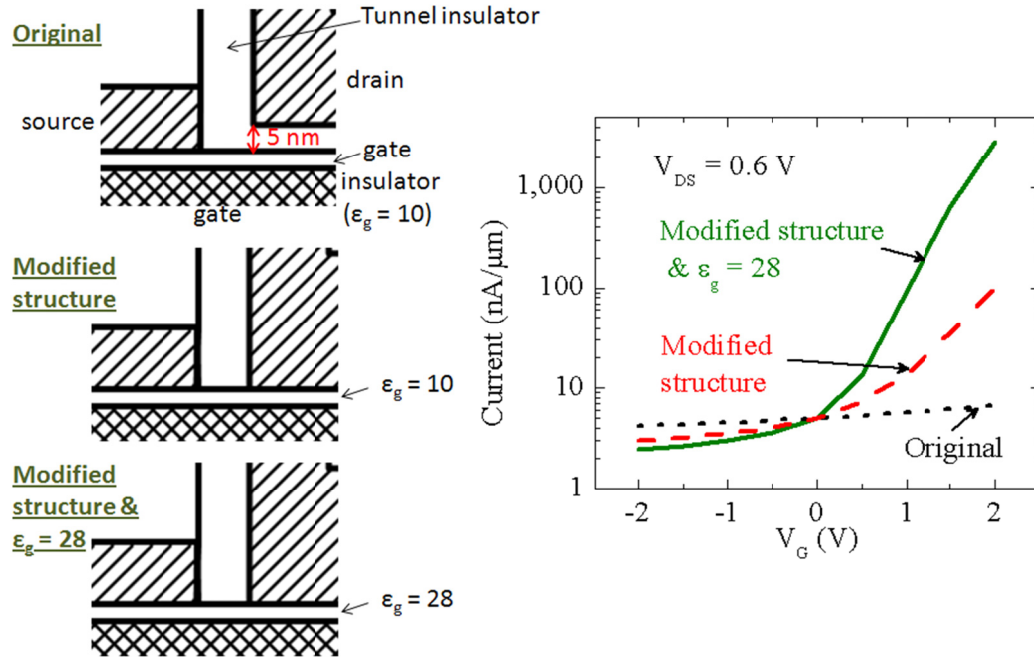 Original
Tunnel insulator
drain
source
5 nm
gate
insulator
(εg = 10)
gate
Modified
structure
εg = 10
Modified
structure &
εg = 28
εg = 28
Current (nA/μm)
1,000
100
10
1
VDS = 0.6 V
Modified structure
& εg = 28
Modified
structure
Original
-2
-1
0
1
2
VG (V)